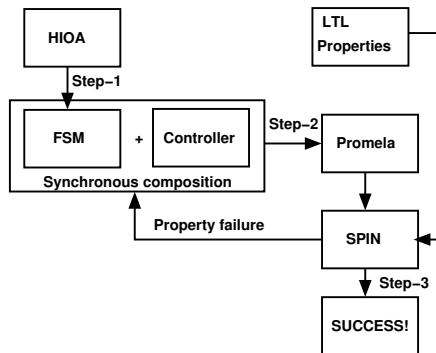 HIOA
LTL
Properties
Step-1
FSM
+
Controller
Step-2
Promela
Synchronous composition
Property failure
SPIN
Step-3
SUCCESS!